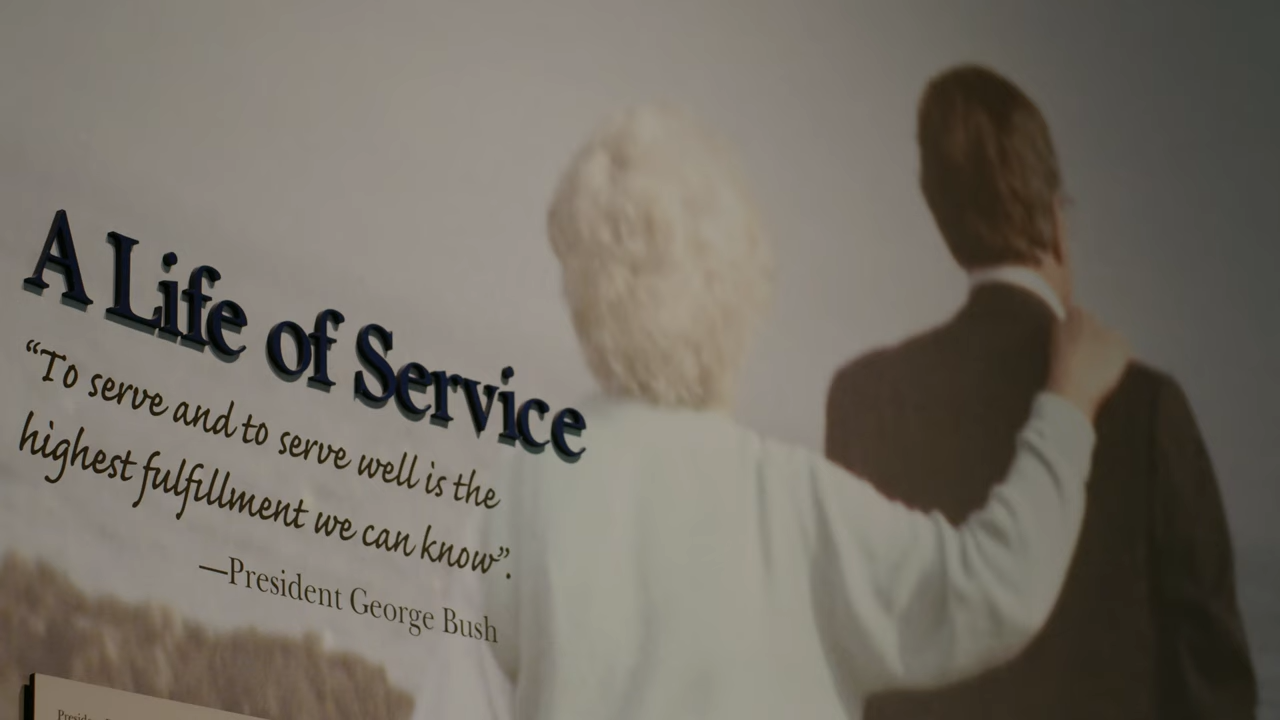 A Life of Service
“To serve and to serve well is the
highest fulfillment we can know”.
—President George Bush